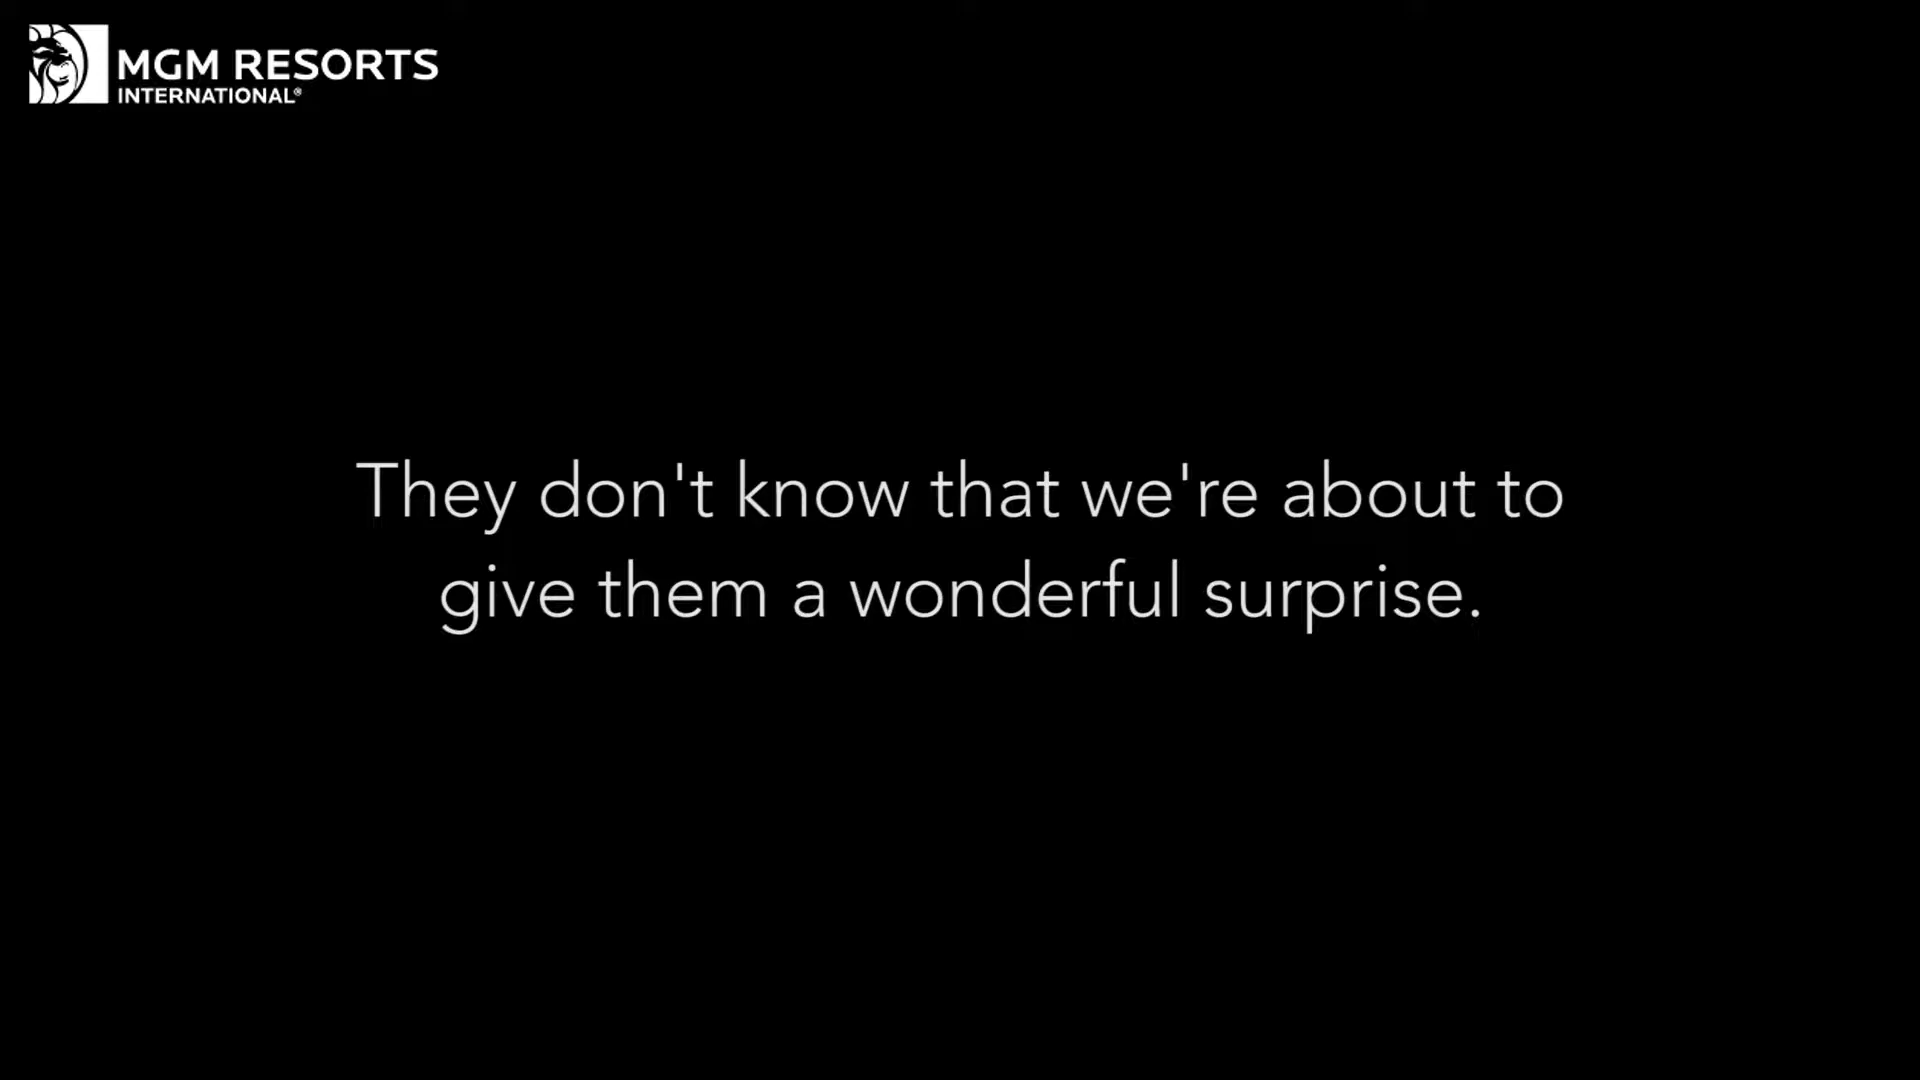 MGM RESORTS
INTERNATIONAL®
They don't know that we're about to
give them a wonderful surprise.